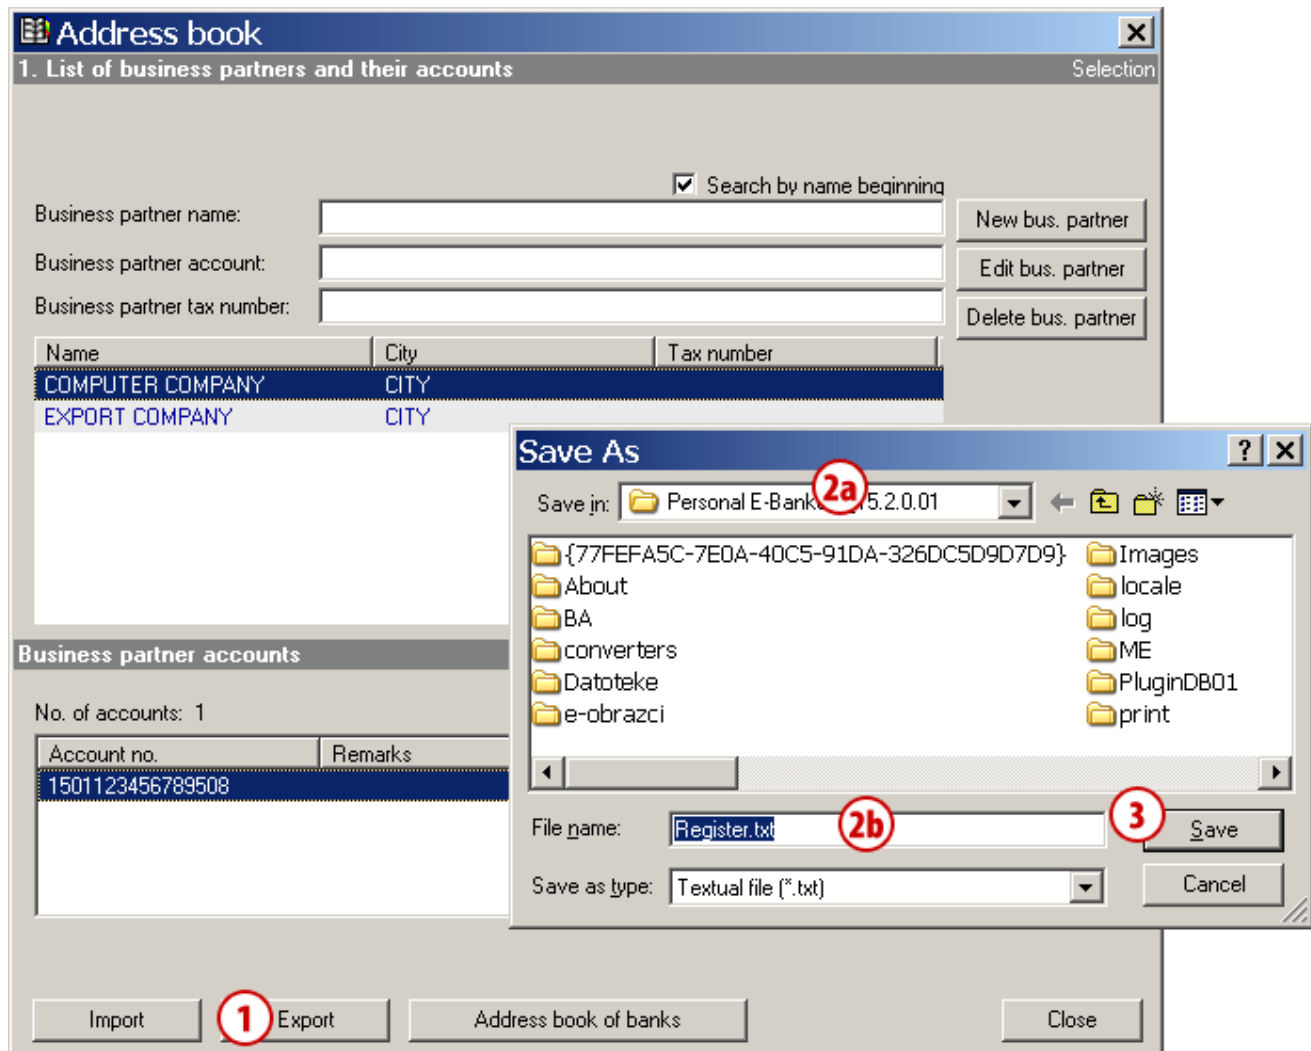 Address book
1. List of business partners and their accounts Selection
Search by name beginning
Business partner name:
New bus. partner
Business partner account:
Edit bus. partner
Business partner tax number:
Delete bus. partner
Name City Tax number
COMPUTER COMPANY CITY
EXPORT COMPANY CITY
Save As
Save in: Personal E-Bank 2a 5.2.0.01
{77FEFA5C-7E0A-40C5-91DA-326DC5D9D7D9} Images
About locale
BA log
converters ME
Datoteke PluginDB01
e-obrazci print
Business partner accounts
No. of accounts: 1
Account no. Remarks
1501123456789508
File name: Register.txt 2b 3 Save
Save as type: Textual file (*.txt) Cancel
Import 1 Export Address book of banks Close